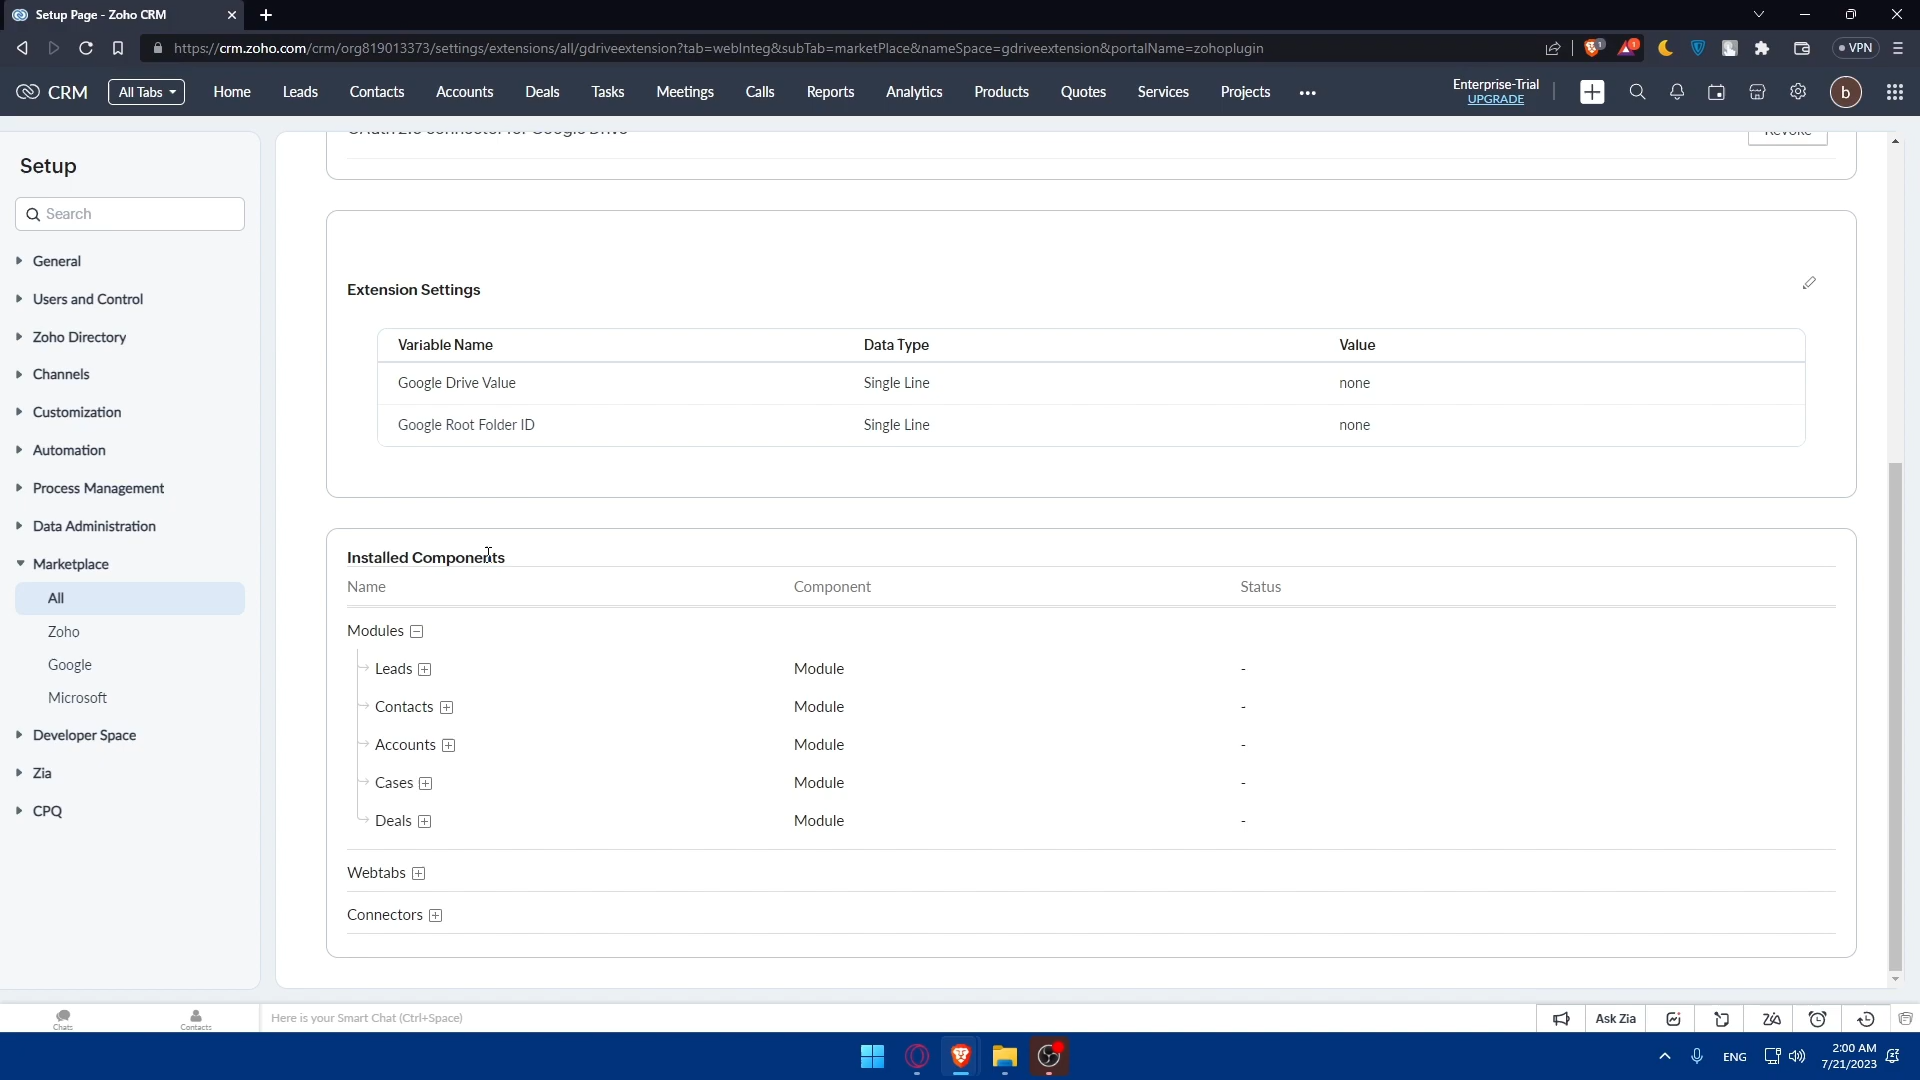 Setup Page - Zoho CRM
https://crm.zoho.com/crm/org819013373/settings/extensions/all/gdriveextension?tab=webInteg&subTab=marketPlace&nameSpace=gdriveextension&portalName=zohoplugin
1
1
VPN
CRM
All Tabs
Home
Leads
Contacts
Accounts
Deals
Tasks
Meetings
Calls
Reports
Analytics
Products
Quotes
Services
Projects
Enterprise-Trial
UPGRADE
b
Setup
Search
General
Users and Control
Zoho Directory
Channels
Customization
Automation
Process Management
Data Administration
Marketplace
All
Zoho
Google
Microsoft
Developer Space
Zia
CPQ
OAuth2.0 connector for Google Drive
Revoke
Extension Settings
Variable Name Data Type Value
Google Drive Value Single Line none
Google Root Folder ID Single Line none
Installed Components
Name Component Status
Modules
Leads Module -
Contacts Module -
Accounts Module -
Cases Module -
Deals Module -
Webtabs
Connectors
Chats
Contacts
Here is your Smart Chat (Ctrl+Space)
Ask Zia
ENG
2:00 AM
7/21/2023